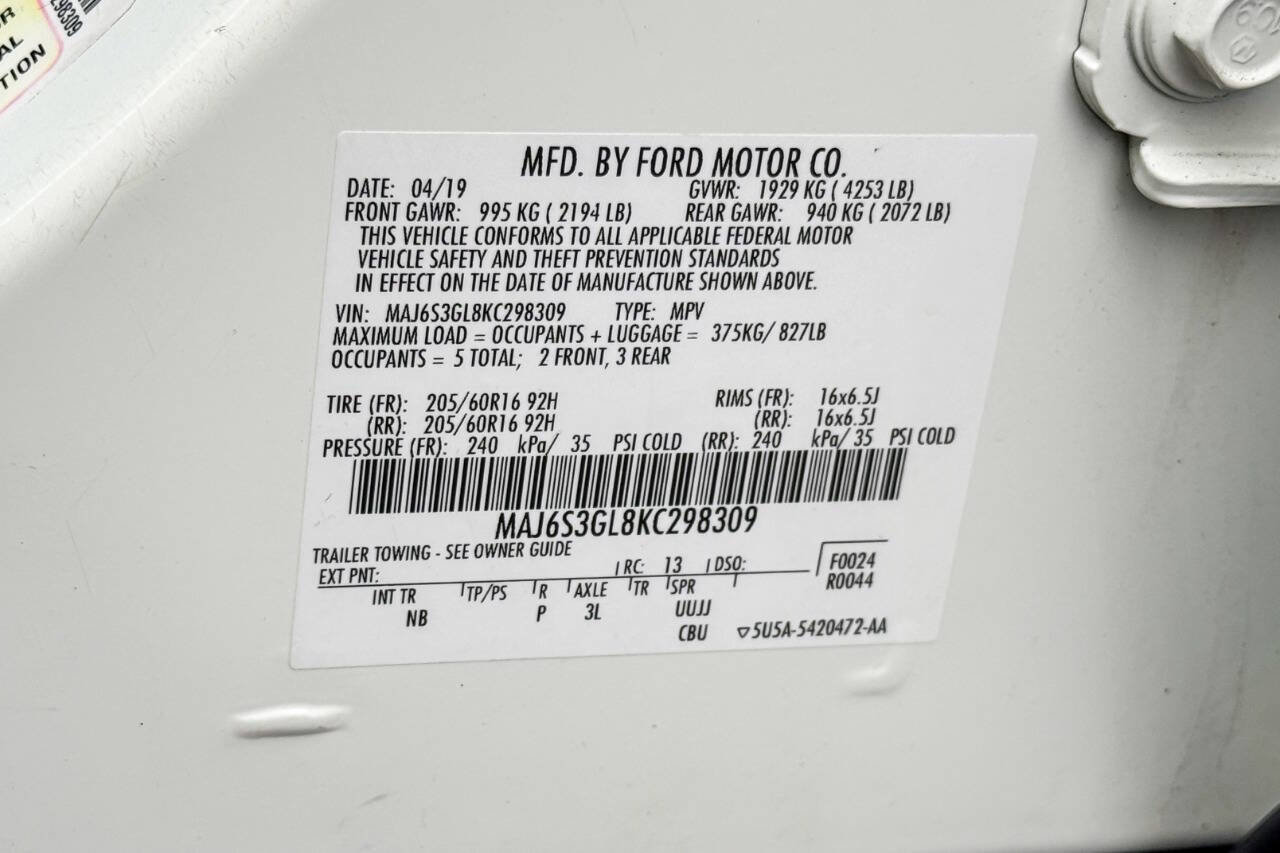 R
AL
TION
98309
MFD. BY FORD MOTOR CO.
DATE: 04/19 GVWR: 1929 KG ( 4253 LB)
FRONT GAWR: 995 KG ( 2194 LB) REAR GAWR: 940 KG ( 2072 LB)
THIS VEHICLE CONFORMS TO ALL APPLICABLE FEDERAL MOTOR
VEHICLE SAFETY AND THEFT PREVENTION STANDARDS
IN EFFECT ON THE DATE OF MANUFACTURE SHOWN ABOVE.
VIN: MAJ6S3GL8KC298309 TYPE: MPV
MAXIMUM LOAD = OCCUPANTS + LUGGAGE = 375KG/ 827LB
OCCUPANTS = 5 TOTAL; 2 FRONT, 3 REAR
TIRE (FR): 205/60R16 92H RIMS (FR): 16x6.5J
(RR): 205/60R16 92H (RR): 16x6.5J
PRESSURE (FR): 240 kPa/ 35 PSI COLD (RR): 240 kPa/ 35 PSI COLD
MAJ6S3GL8KC298309
TRAILER TOWING - SEE OWNER GUIDE
EXT PNT: RC: 13 DSO: F0024
R0044
INT TR TP/PS R AXLE TR SPR
NB P 3L UUJJ
CBU ▽5U5A-5420472-AA